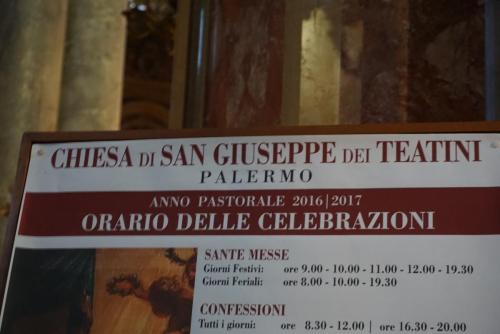 CHIESA DI SAN GIUSEPPE DEI TEATINI
PALERMO
ANNO PASTORALE 2016|2017
ORARIO DELLE CELEBRAZIONI
SANTE MESSE
Giorni Festivi: ore 9.00 - 10.00 - 11.00 - 12.00 - 19.30
Giorni Feriali: ore 8.00 - 10.00 - 19.30
CONFESSIONI
Tutti i giorni: ore 8.30 - 12.00 | ore 16.30 - 20.00